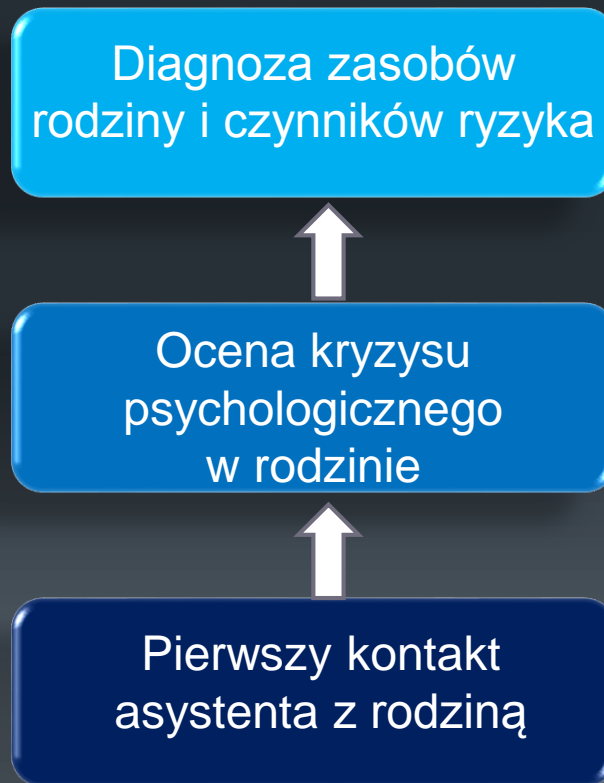 Diagnoza zasobów
rodziny i czynników ryzyka
Ocena kryzysu
psychologicznego
w rodzinie
Pierwszy kontakt
asystenta z rodziną